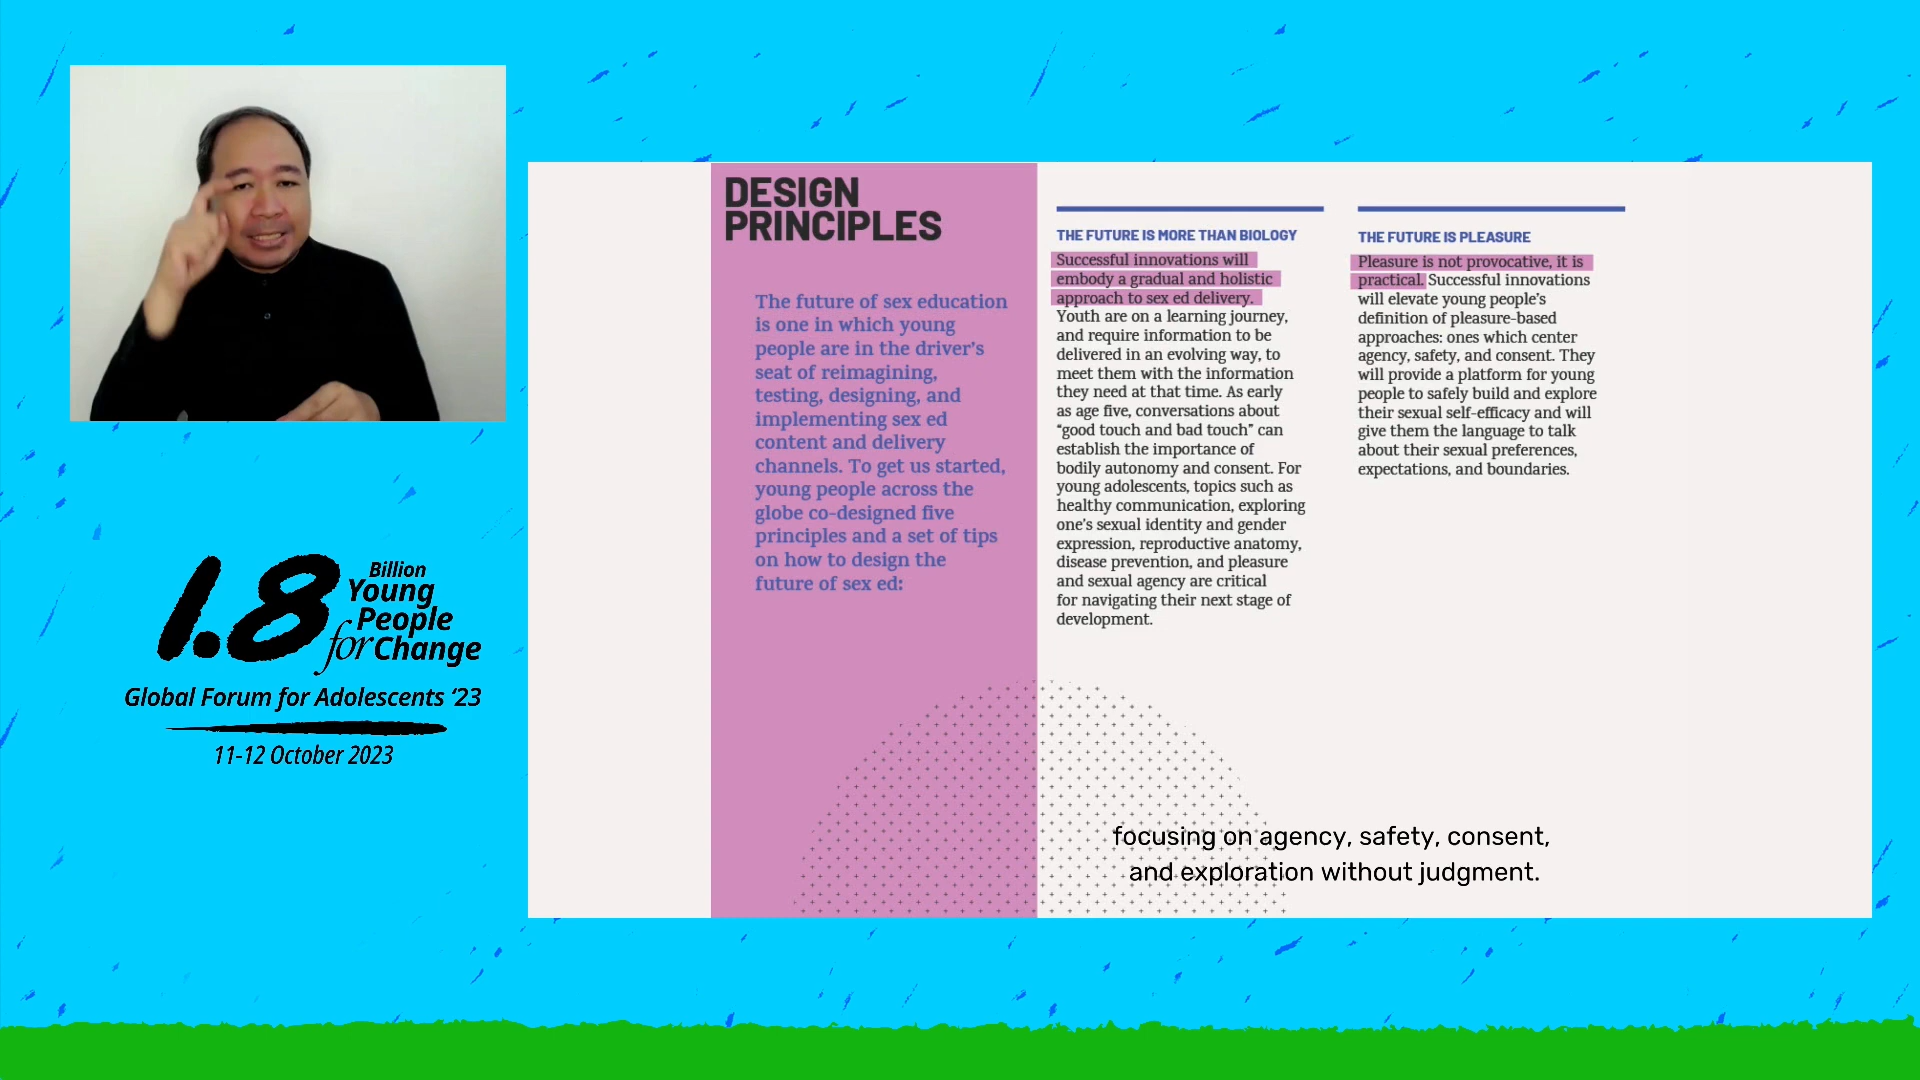 DESIGN
PRINCIPLES
The future of sex education
is one in which young
people are in the driver's
seat of reimagining,
testing, designing, and
implementing sex ed
content and delivery
channels. To get us started,
young people across the
globe co-designed five
principles and a set of tips
on how to design the
future of sex ed:
THE FUTURE IS MORE THAN BIOLOGY
Successful innovations will
embody a gradual and holistic
approach to sex ed delivery.
Youth are on a learning journey,
and require information to be
delivered in an evolving way, to
meet them with the information
they need at that time. As early
as age five, conversations about
“good touch and bad touch” can
establish the importance of
bodily autonomy and consent. For
young adolescents, topics such as
healthy communication, exploring
one's sexual identity and gender
expression, reproductive anatomy,
disease prevention, and pleasure
and sexual agency are critical
for navigating their next stage of
development.
THE FUTURE IS PLEASURE
Pleasure is not provocative, it is
practical. Successful innovations
will elevate young people's
definition of pleasure-based
approaches: ones which center
agency, safety, and consent. They
will provide a platform for young
people to safely build and explore
their sexual self-efficacy and will
give them the language to talk
about their sexual preferences,
expectations, and boundaries.
focusing on agency, safety, consent,
and exploration without judgment.
1.8 Billion
Young
People
for Change
Global Forum for Adolescents ‘23
11-12 October 2023